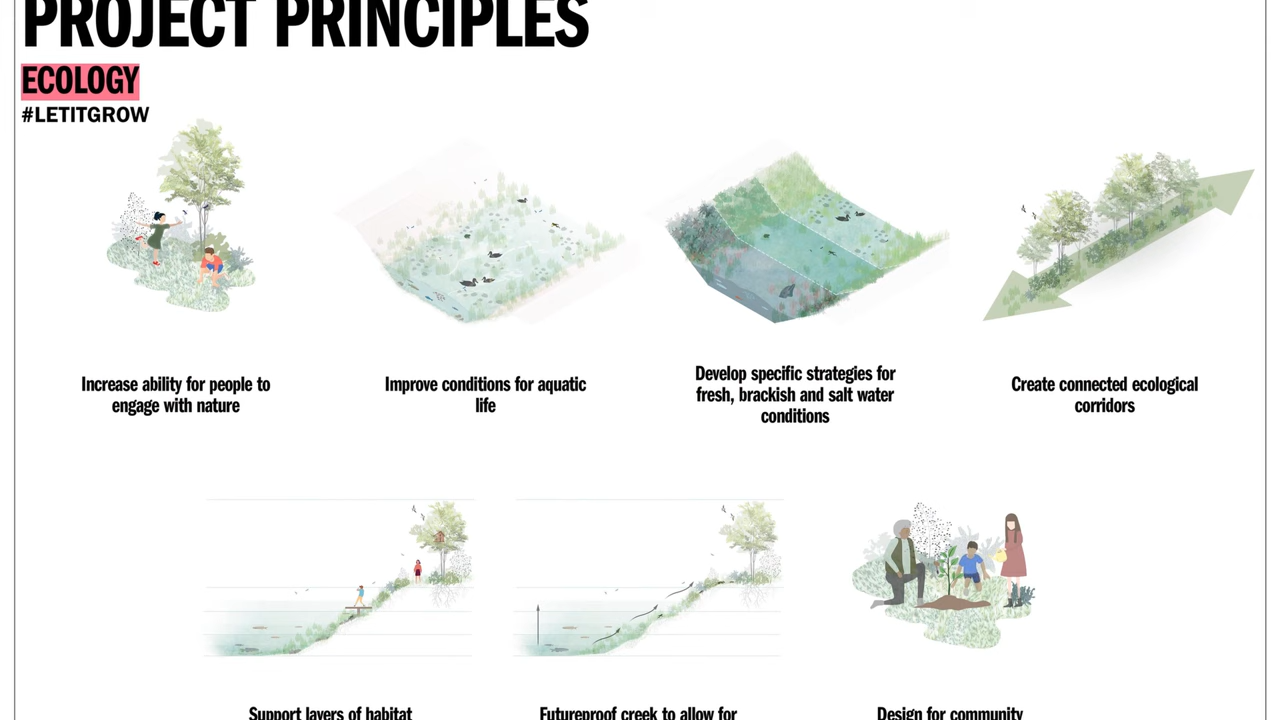 PROJECT PRINCIPLES
ECOLOGY
#LETITGROW
Increase ability for people to
engage with nature
Improve conditions for aquatic
life
Develop specific strategies for
fresh, brackish and salt water
conditions
Create connected ecological
corridors
Support layers of habitat
Futureproof creek to allow for
Design for community